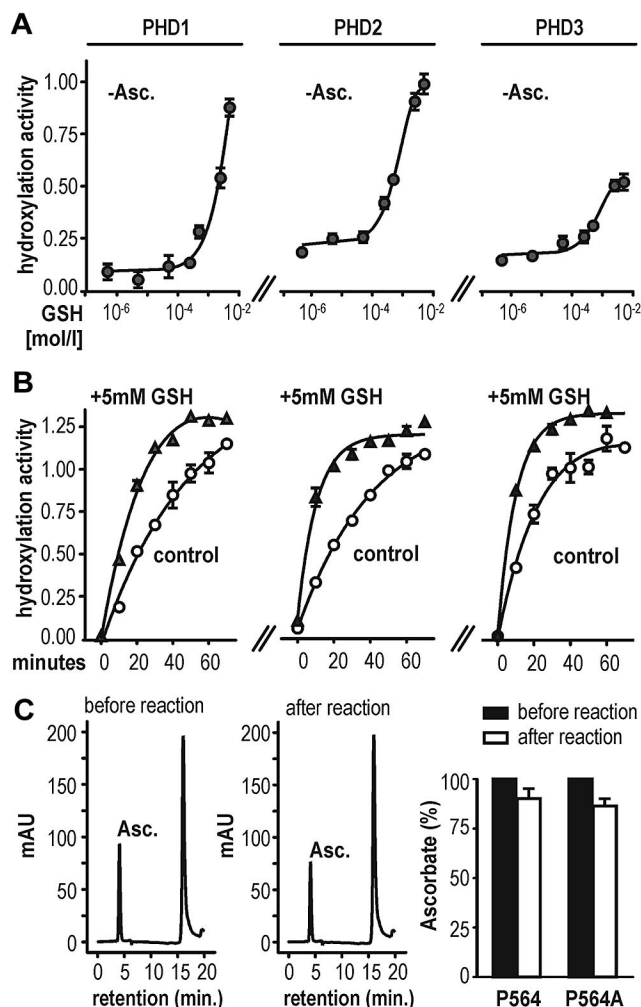 A
PHD1 PHD2 PHD3
-Asc. -Asc. -Asc.
hydroxylation activity
1.00
0.75
0.50
0.25
0.00
GSH
[mol/l]
10-6 10-4 10-2 10-6 10-4 10-2 10-6 10-4 10-2
B
+5mM GSH +5mM GSH +5mM GSH
hydroxylation activity
1.25
1.00
0.75
0.50
0.25
0.00
control control control
minutes
0 20 40 60 0 20 40 60 0 20 40 60
C
before reaction
mAU
200
150
100
50
0
Asc.
0 5 10 15 20
retention (min.)
after reaction
mAU
200
150
100
50
0
Asc.
0 5 10 15 20
retention (min.)
before reaction
after reaction
Ascorbate (%)
100
75
50
25
0
P564 P564A